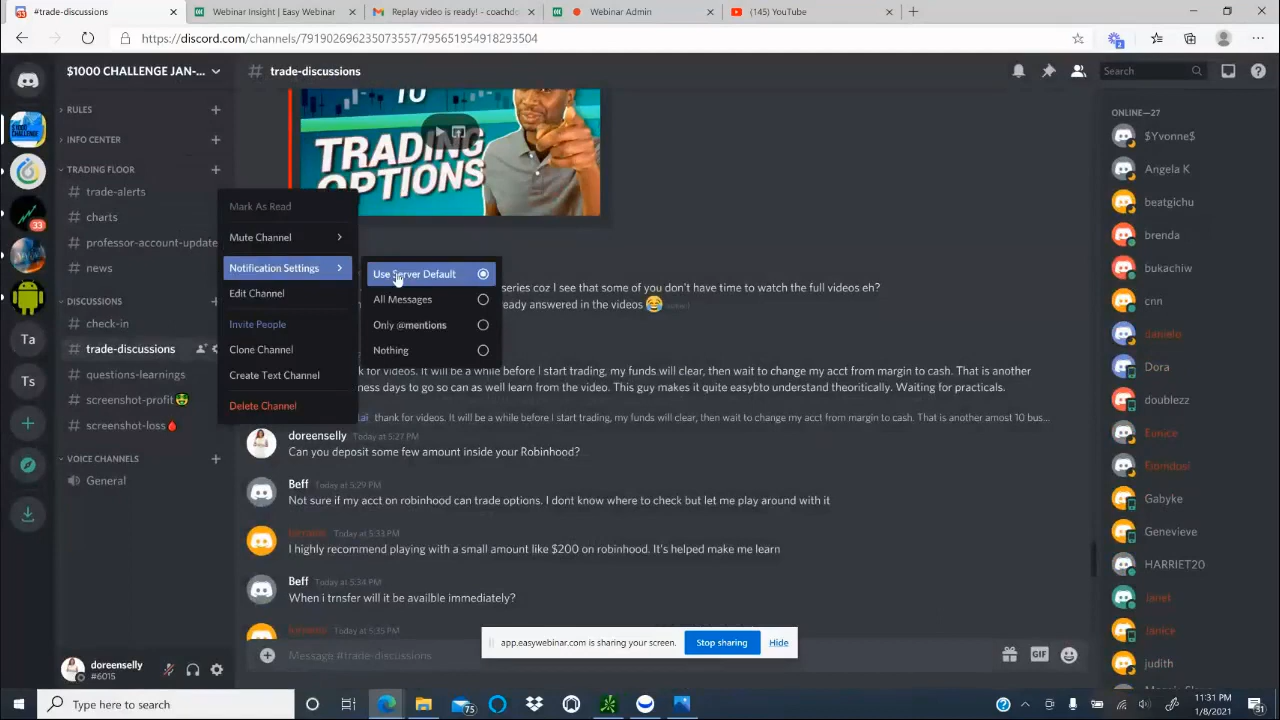 #trade-discussions
33
Webinar Insight | Easy Webinar
Replay video is ready! - coachdo
Webinar Admin
(145) YouTube
https://discord.com/channels/791902696235073557/795651954918293504
2
$1000 CHALLENGE JAN-...
# trade-discussions
Search
RULES
INFO CENTER
TRADING FLOOR
# trade-alerts
# charts
# professor-account-update
# news
DISCUSSIONS
# check-in
# trade-discussions
# questions-learnings
# screenshot-profit🤑
# screenshot-loss🩸
VOICE CHANNELS
General
$1000
CHALLENGE
33
Ta
Ts
doreenselly
#6015
Mark As Read
Mute Channel
Notification Settings
Edit Channel
Invite People
Clone Channel
Create Text Channel
Delete Channel
Use Server Default
All Messages
Only @mentions
Nothing
TO
TRADING
OPTIONS
series coz I see that some of you don't have time to watch the full videos eh?
eady answered in the videos 😂
k for videos. It will be a while before I start trading, my funds will clear, then wait to change my acct from margin to cash. That is another
ness days to go so can as well learn from the video. This guy makes it quite easybto understand theoritically. Waiting for practicals.
thank for videos. It will be a while before I start trading, my funds will clear, then wait to change my acct from margin to cash. That is another amost 10 bus...
doreenselly Today at 5:27 PM
Can you deposit some few amount inside your Robinhood?
Beff Today at 5:29 PM
Not sure if my acct on robinhood can trade options. I dont know where to check but let me play around with it
Today at 5:33 PM
I highly recommend playing with a small amount like $200 on robinhood. It's helped make me learn
Beff Today at 5:34 PM
When i trnsfer will it be availble immediately?
Today at 5:35 PM
Message #trade-discussions
GIF
app.easywebinar.com is sharing your screen.
Stop sharing
Hide
ONLINE—27
$Yvonne$
Angela K
beatgichu
brenda
bukachiw
cnn
danielo
Dora
doublezz
Eunice
Gabyke
Genevieve
HARRIET20
Janet
Janice
judith
Type here to search
75
11:31 PM
1/8/2021